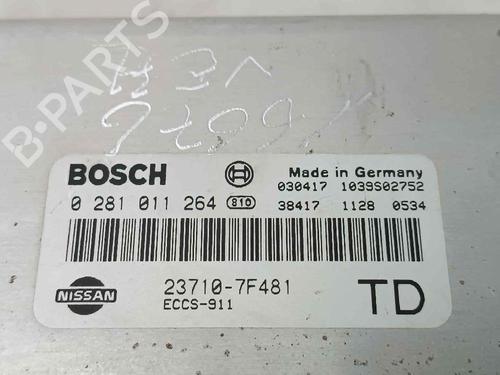 B-PARTS
BOSCH
Made in Germany
0 281 011 264 810
030417 1039S02752
38417 1128 0534
NISSAN
23710-7F481
ECCS-911
TD